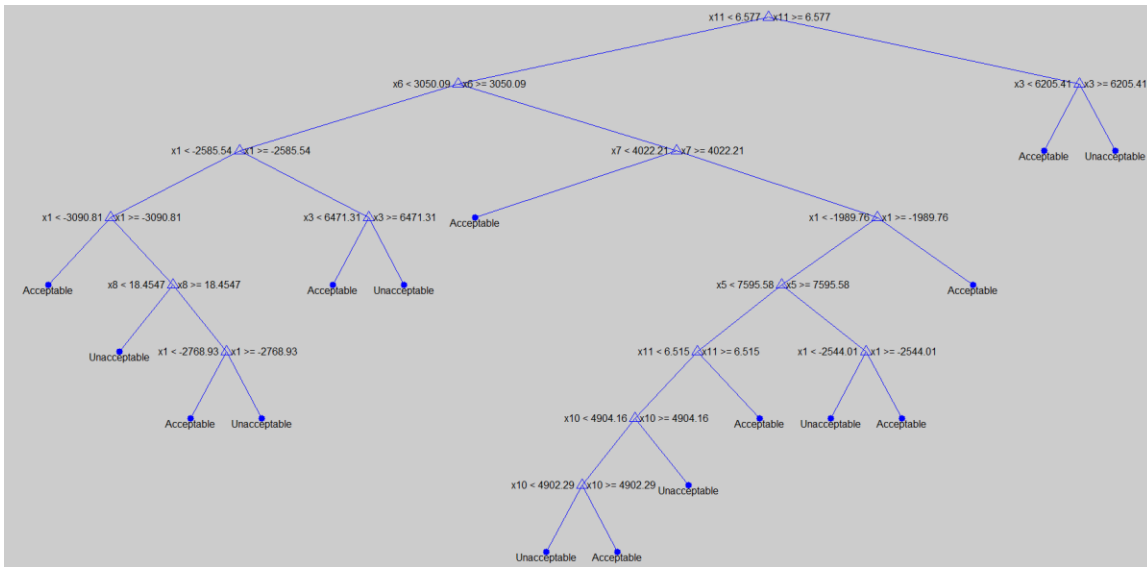 x11 < 6.577 x11 >= 6.577
x6 < 3050.09 x6 >= 3050.09
x3 < 6205.41 x3 >= 6205.41
x1 < -2585.54 x1 >= -2585.54
x7 < 4022.21 x7 >= 4022.21
Acceptable
Unacceptable
x1 < -3090.81 x1 >= -3090.81
x3 < 6471.31 x3 >= 6471.31
Acceptable
x1 < -1989.76 x1 >= -1989.76
Acceptable
x8 < 18.4547 x8 >= 18.4547
Acceptable
Unacceptable
x5 < 7595.58 x5 >= 7595.58
Acceptable
Unacceptable
x1 < -2768.93 x1 >= -2768.93
x11 < 6.515 x11 >= 6.515
x1 < -2544.01 x1 >= -2544.01
Acceptable
Unacceptable
x10 < 4904.16 x10 >= 4904.16
Acceptable
Unacceptable
Acceptable
x10 < 4902.29 x10 >= 4902.29
Unacceptable
Unacceptable
Acceptable